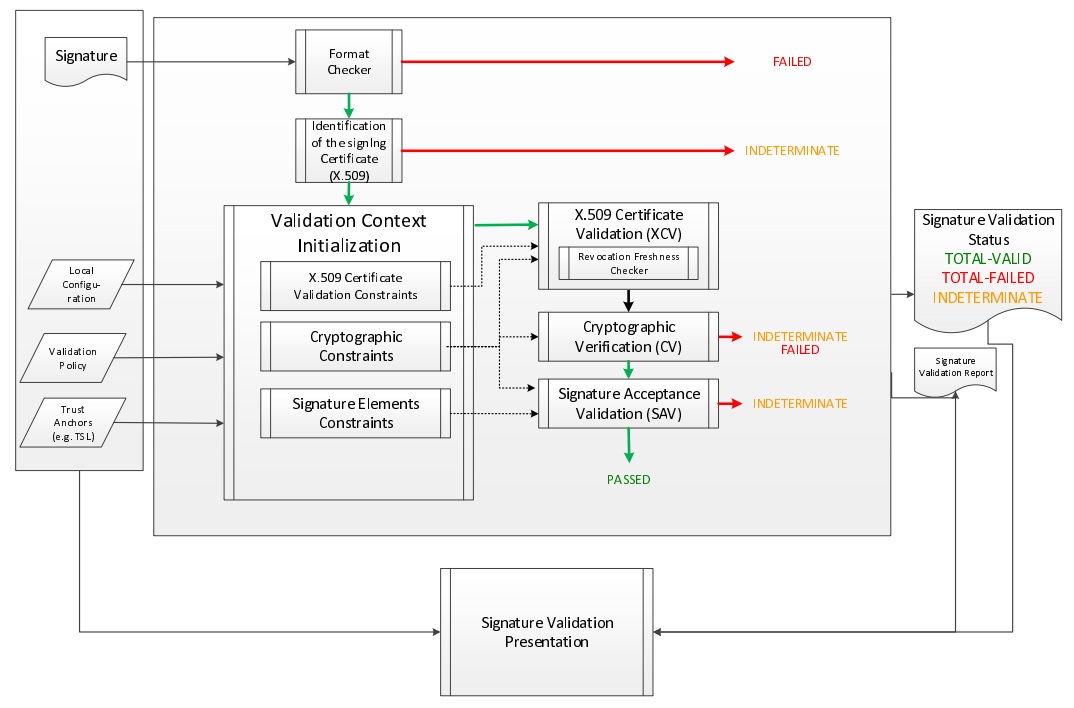 Signature
Format
Checker
FAILED
Identification
of the signing
Certificate
(X.509)
INDETERMINATE
Validation Context
Initialization
X.509 Certificate
Validation Constraints
Cryptographic
Constraints
Signature Elements
Constraints
Local
Configu-
ration
Validation
Policy
Trust
Anchors
(e.g. TSL)
X.509 Certificate
Validation (XCV)
Revocation Freshness
Checker
Cryptographic
Verification (CV)
INDETERMINATE
FAILED
Signature Acceptance
Validation (SAV)
INDETERMINATE
PASSED
Signature Validation
Status
TOTAL-VALID
TOTAL-FAILED
INDETERMINATE
Signature
Validation Report
Signature Validation
Presentation